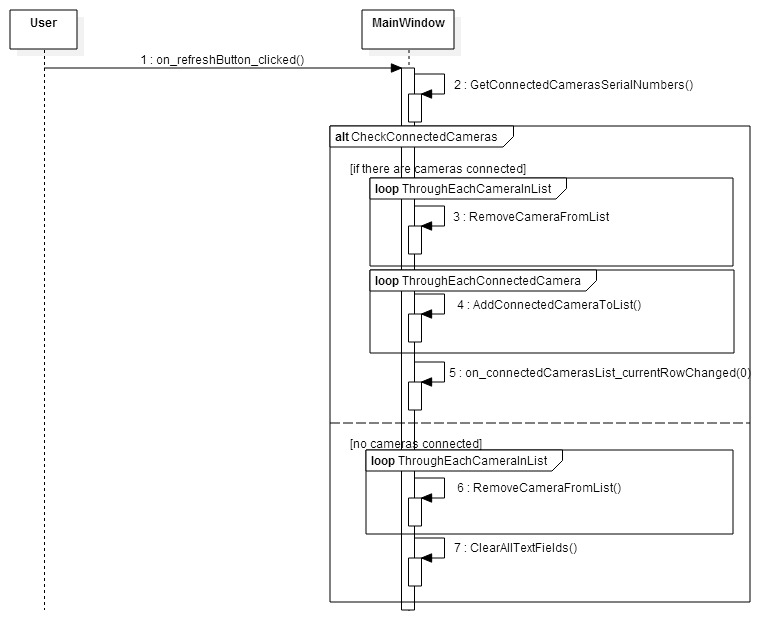 User
MainWindow
1 : on_refreshButton_clicked()
2 : GetConnectedCamerasSerialNumbers()
alt CheckConnectedCameras
[if there are cameras connected]
loop ThroughEachCameraInList
3 : RemoveCameraFromList
loop ThroughEachConnectedCamera
4 : AddConnectedCameraToList()
5 : on_connectedCamerasList_currentRowChanged(0)
[no cameras connected]
loop ThroughEachCameraInList
6 : RemoveCameraFromList()
7 : ClearAllTextFields()